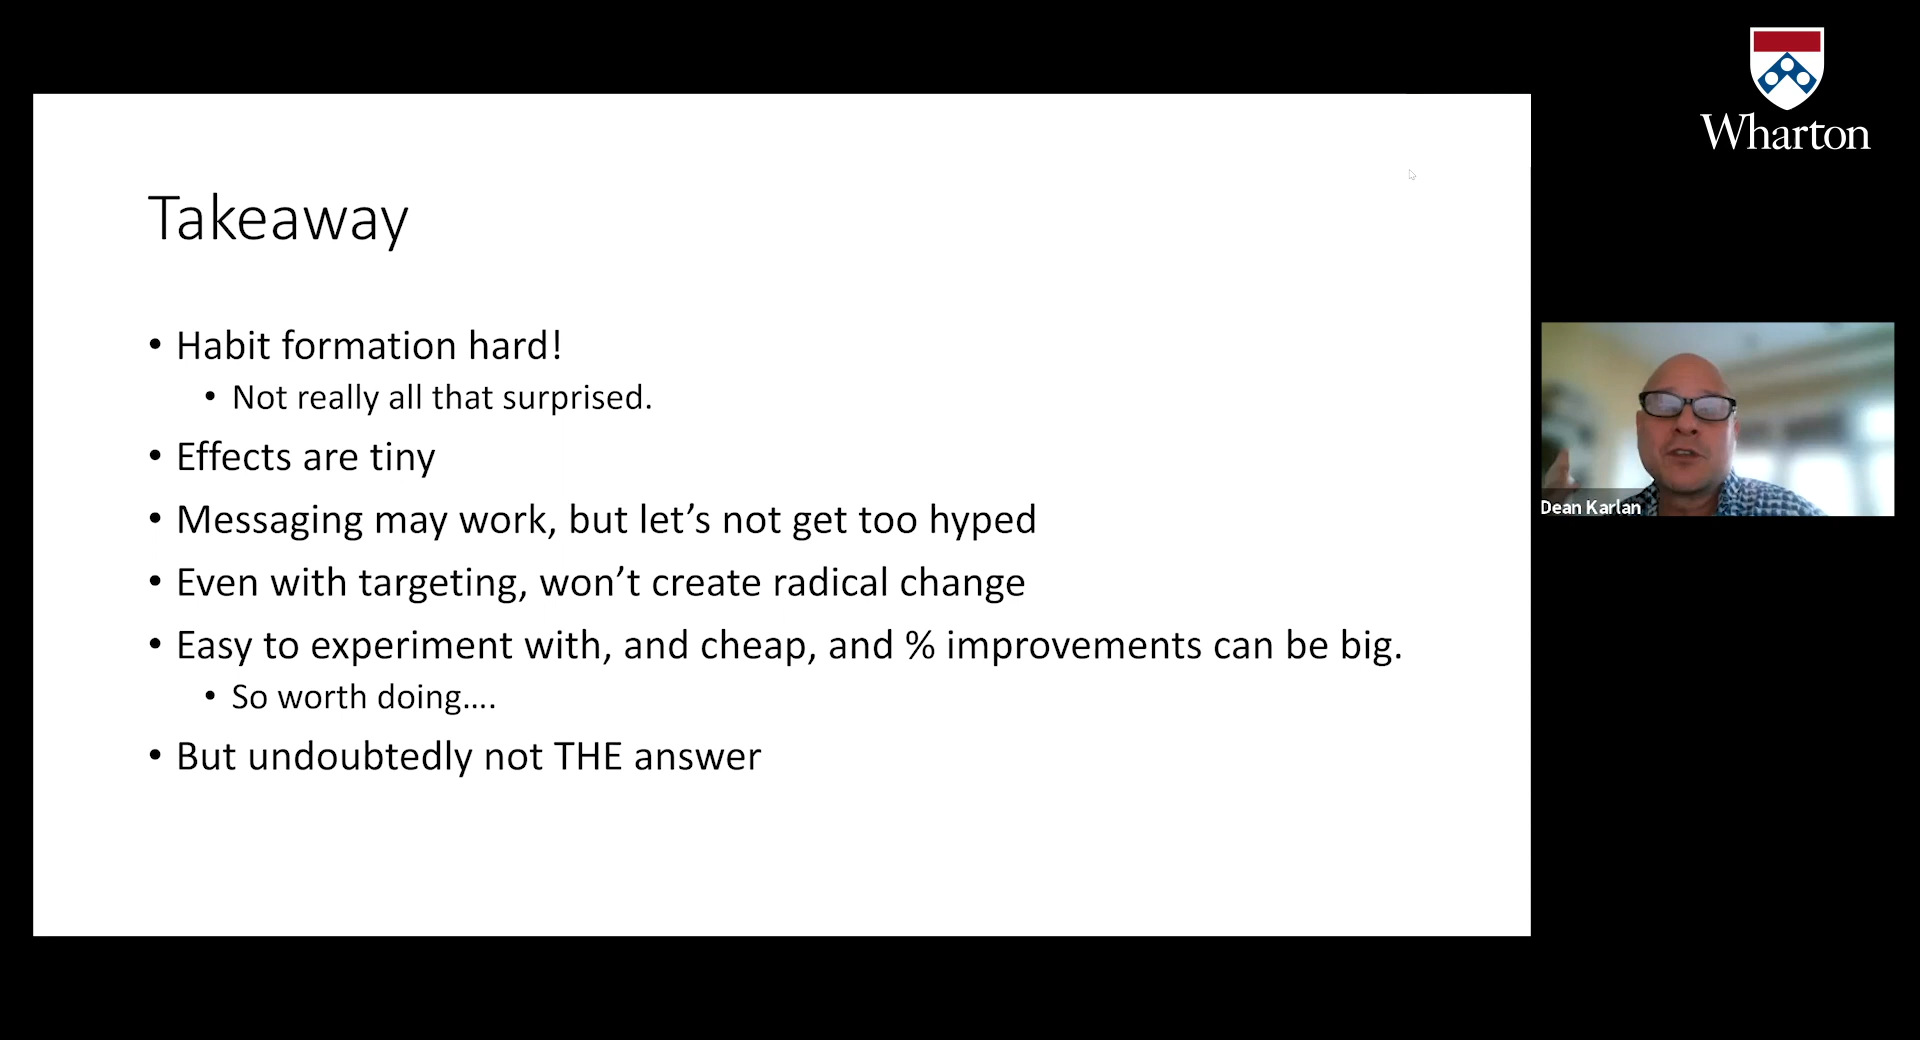 Wharton
Takeaway
• Habit formation hard!
• Not really all that surprised.
• Effects are tiny
• Messaging may work, but let’s not get too hyped
• Even with targeting, won’t create radical change
• Easy to experiment with, and cheap, and % improvements can be big.
• So worth doing....
• But undoubtedly not THE answer
Dean Karlan